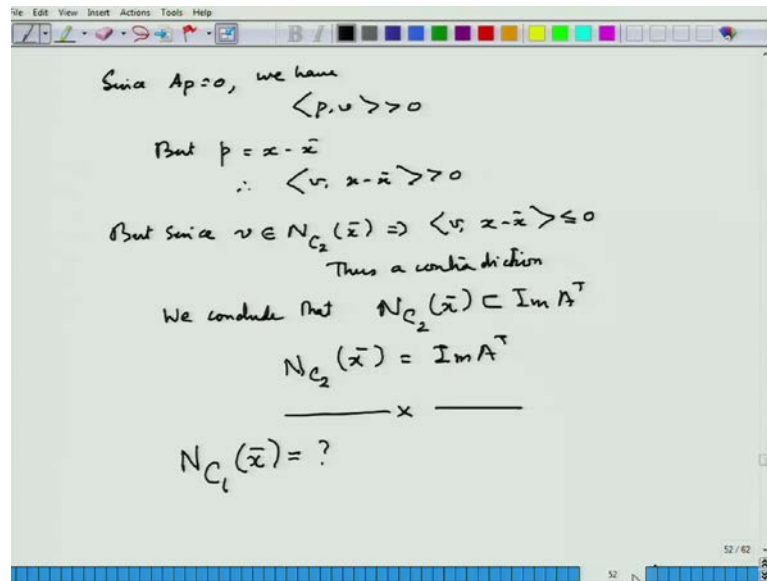 File Edit View Insert Actions Tools Help
B I
Since Ap=0, we have
<p,v> > 0
But p = x - x̄
∴ <v, x-x̄> > 0
But since v ∈ N_{C_2}(x̄) => <v, x-x̄> ≤ 0
Thus a contradiction
We conclude that N_{C_2}(x̄) ⊂ Im A^T
N_{C_2}(x̄) = Im A^T
x
N_{C_1}(x̄) = ?
52 / 62
52